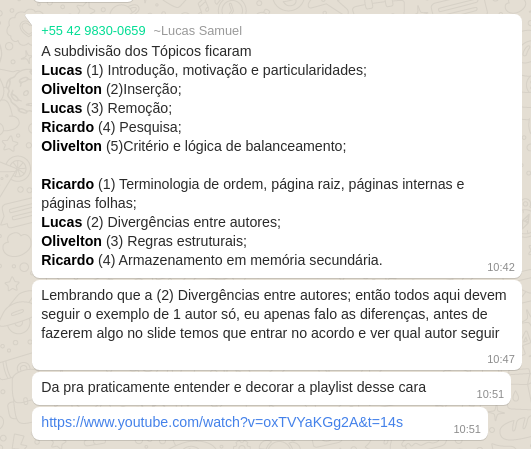 +55 42 9830-0659 ~Lucas Samuel
A subdivisão dos Tópicos ficaram
Lucas (1) Introdução, motivação e particularidades;
Olivelton (2)Inserção;
Lucas (3) Remoção;
Ricardo (4) Pesquisa;
Olivelton (5)Critério e lógica de balanceamento;
Ricardo (1) Terminologia de ordem, página raiz, páginas internas e
páginas folhas;
Lucas (2) Divergências entre autores;
Olivelton (3) Regras estruturais;
Ricardo (4) Armazenamento em memória secundária.
10:42
Lembrando que a (2) Divergências entre autores; então todos aqui devem
seguir o exemplo de 1 autor só, eu apenas falo as diferenças, antes de
fazerem algo no slide temos que entrar no acordo e ver qual autor seguir
10:47
Da pra praticamente entender e decorar a playlist desse cara
10:51
https://www.youtube.com/watch?v=oxTVYaKGg2A&t=14s
10:51